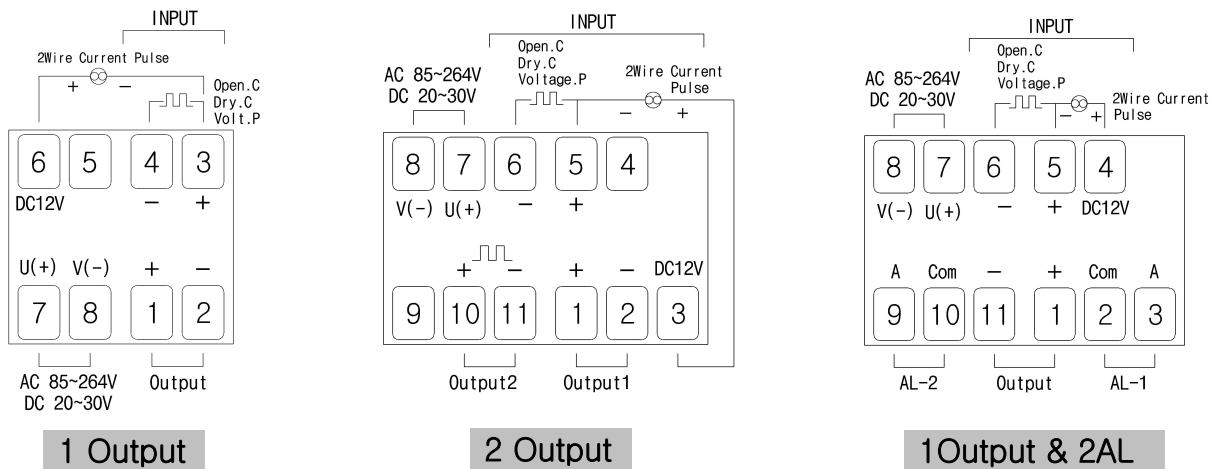 INPUT
2Wire Current Pulse
+ −
Open.C
Dry.C
Volt.P
6 5 4 3
DC12V − +
U(+) V(−) + −
7 8 1 2
AC 85~264V
DC 20~30V
Output
1 Output
INPUT
Open.C
Dry.C
Voltage.P
AC 85~264V
DC 20~30V
2Wire Current
Pulse
− +
8 7 6 5 4
V(−) U(+) − +
+ − + − DC12V
9 10 11 1 2 3
Output2 Output1
2 Output
INPUT
Open.C
Dry.C
Voltage.P
AC 85~264V
DC 20~30V
2Wire Current
Pulse
− +
8 7 6 5 4
V(−) U(+) − + DC12V
A Com − + Com A
9 10 11 1 2 3
AL-2 Output AL-1
1Output & 2AL